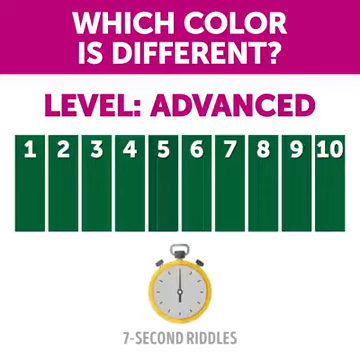 WHICH COLOR
IS DIFFERENT?
LEVEL: ADVANCED
1 2 3 4 5 6 7 8 9 10
7-SECOND RIDDLES